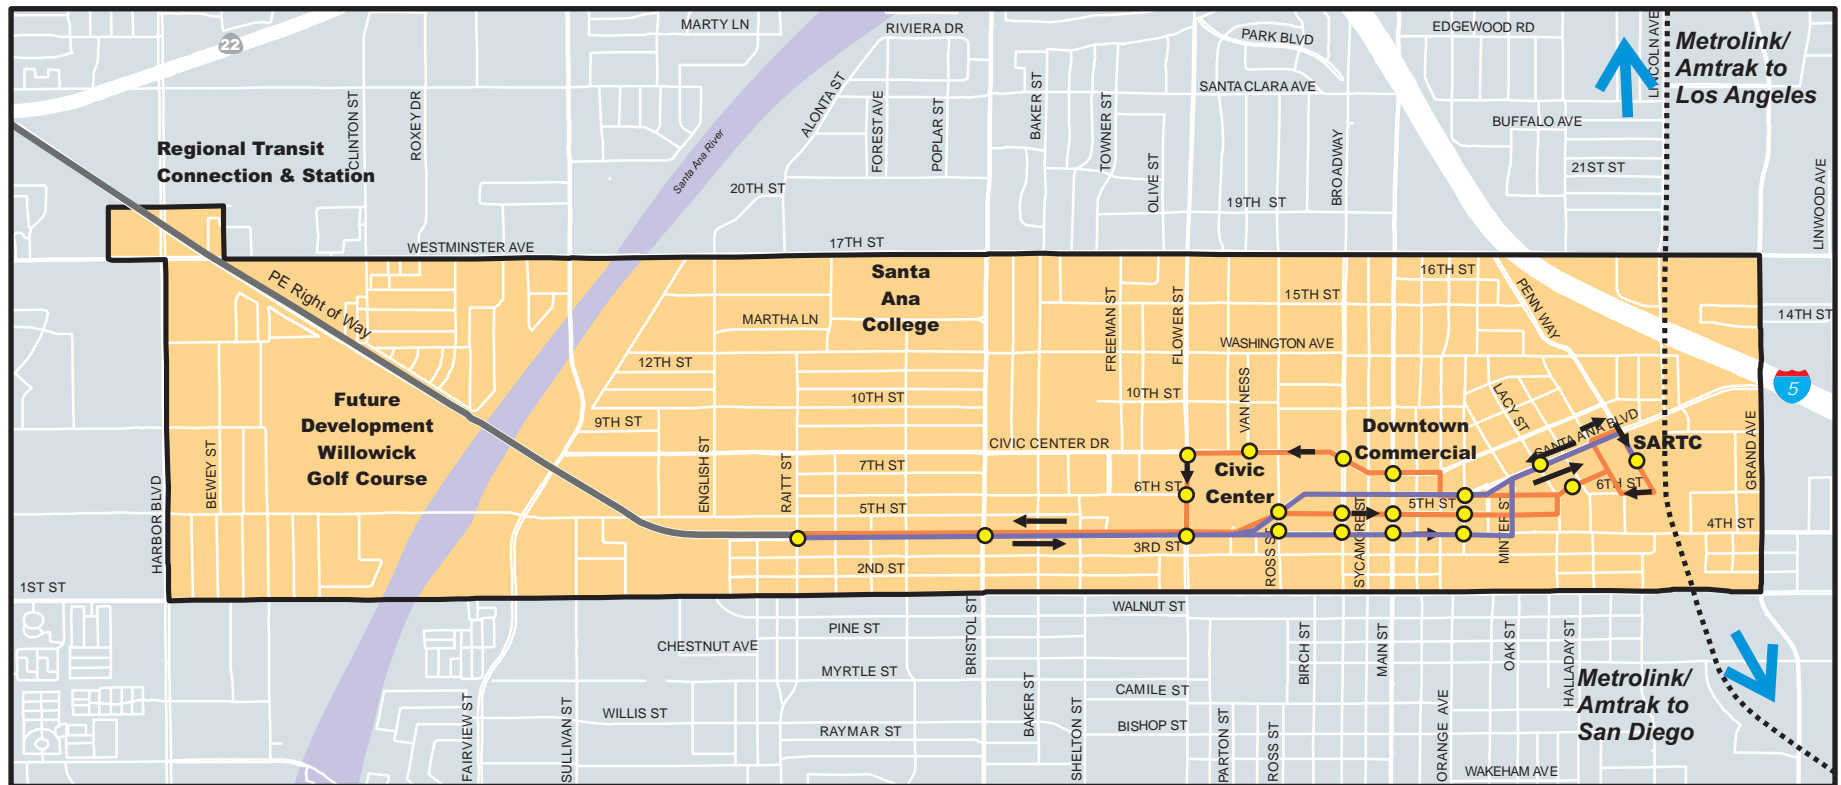 MARTY LN
RIVIERA DR
PARK BLVD
EDGEWOOD RD
LINCOLN AVE
22
Metrolink/
Amtrak to
Los Angeles
SANTA CLARA AVE
BUFFALO AVE
CLINTON ST
ROXEY DR
ALONTA ST
FOREST AVE
POPLAR ST
BAKER ST
TOWNER ST
OLIVE ST
BROADWAY
21ST ST
LINWOOD AVE
Regional Transit
Connection & Station
Santa Ana River
20TH ST
19TH ST
WESTMINSTER AVE
17TH ST
Santa
Ana
College
16TH ST
15TH ST
PENN WAY
14TH ST
PE Right of Way
MARTHA LN
FREEMAN ST
FLOWER ST
WASHINGTON AVE
12TH ST
10TH ST
10TH ST
VAN NESS
LACY ST
5
Future
Development
Willowick
Golf Course
9TH ST
CIVIC CENTER DR
Downtown
Commercial
SANTA ANA BLVD
SARTC
GRAND AVE
BEWEY ST
HARBOR BLVD
ENGLISH ST
RAITT ST
7TH ST
6TH ST
Civic
Center
6TH ST
5TH ST
5TH ST
4TH ST
3RD ST
ROSS ST
SYCAMORE ST
MINTER ST
2ND ST
1ST ST
WALNUT ST
PINE ST
CHESTNUT AVE
BRISTOL ST
MYRTLE ST
BIRCH ST
MAIN ST
OAK ST
HALLADAY ST
Metrolink/
Amtrak to
San Diego
CAMILE ST
WILLIS ST
BISHOP ST
RAYMAR ST
FAIRVIEW ST
SULLIVAN ST
BAKER ST
SHELTON ST
PARTON ST
ROSS ST
ORANGE AVE
WAKEHAM AVE